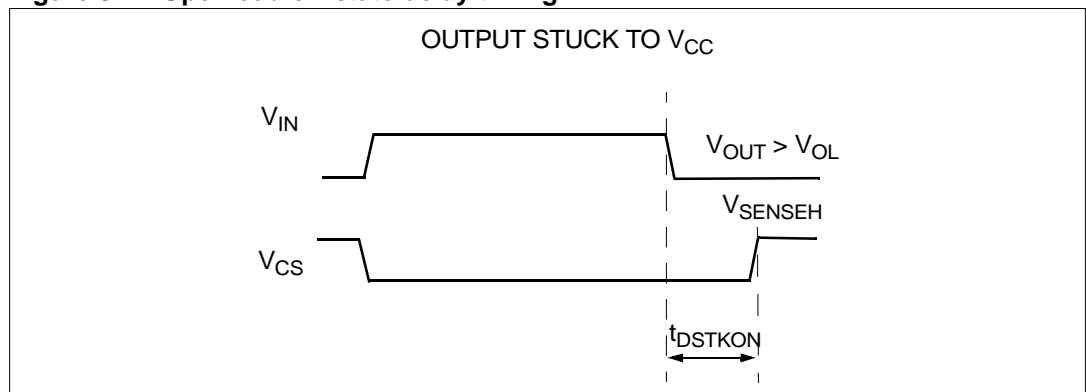 OUTPUT STUCK TO VCC
VIN
VOUT > VOL
VSENSEH
VCS
tDSTKON